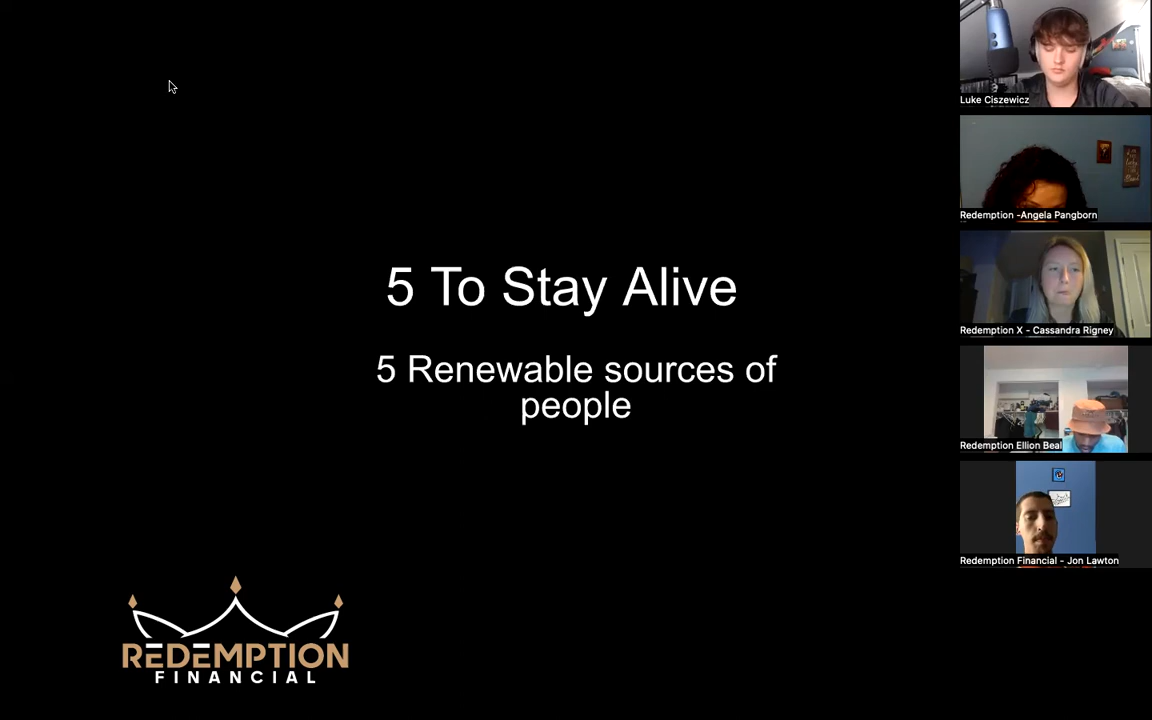 5 To Stay Alive
5 Renewable sources of
people
REDEMPTION
FINANCIAL
Luke Ciszewicz
Redemption -Angela Pangborn
Redemption X - Cassandra Rigney
Redemption Ellion Beal
Redemption Financial - Jon Lawton